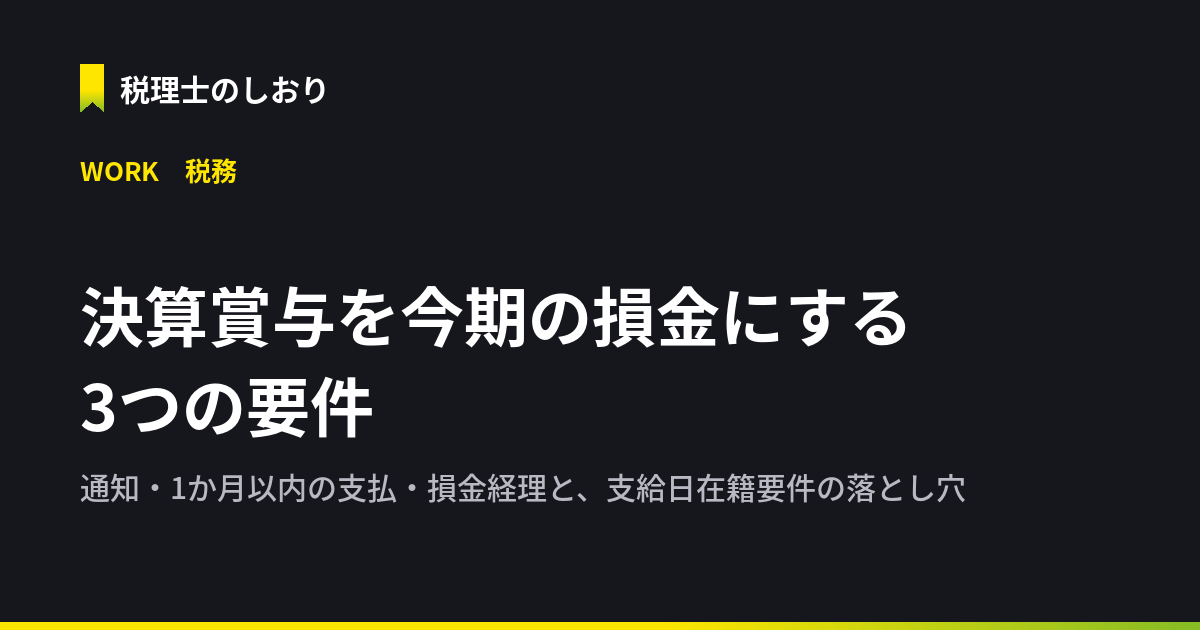 税理士のしおり
WORK　税務
決算賞与を今期の損金にする
3つの要件
通知・1か月以内の支払・損金経理と、支給日在籍要件の落とし穴